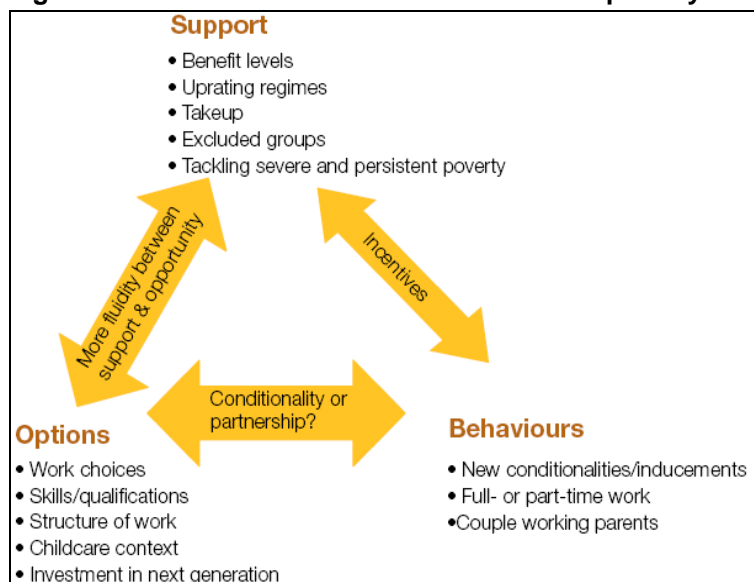 Support
• Benefit levels
• Uprating regimes
• Takeup
• Excluded groups
• Tackling severe and persistent poverty
More fluidity between
support & opportunity
Incentives
Conditionality or
partnership?
Options
• Work choices
• Skills/qualifications
• Structure of work
• Childcare context
• Investment in next generation
Behaviours
• New conditionalities/inducements
• Full- or part-time work
•Couple working parents